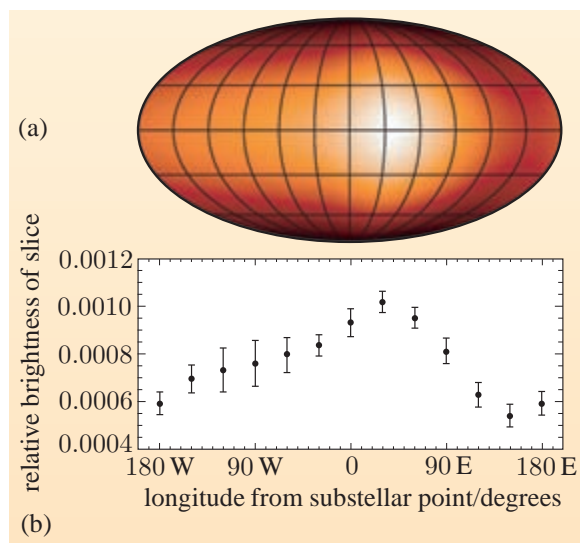 (a)
relative brightness of slice
0.0012
0.0010
0.0008
0.0006
0.0004
180 W 90 W 0 90 E 180 E
longitude from substellar point/degrees
(b)